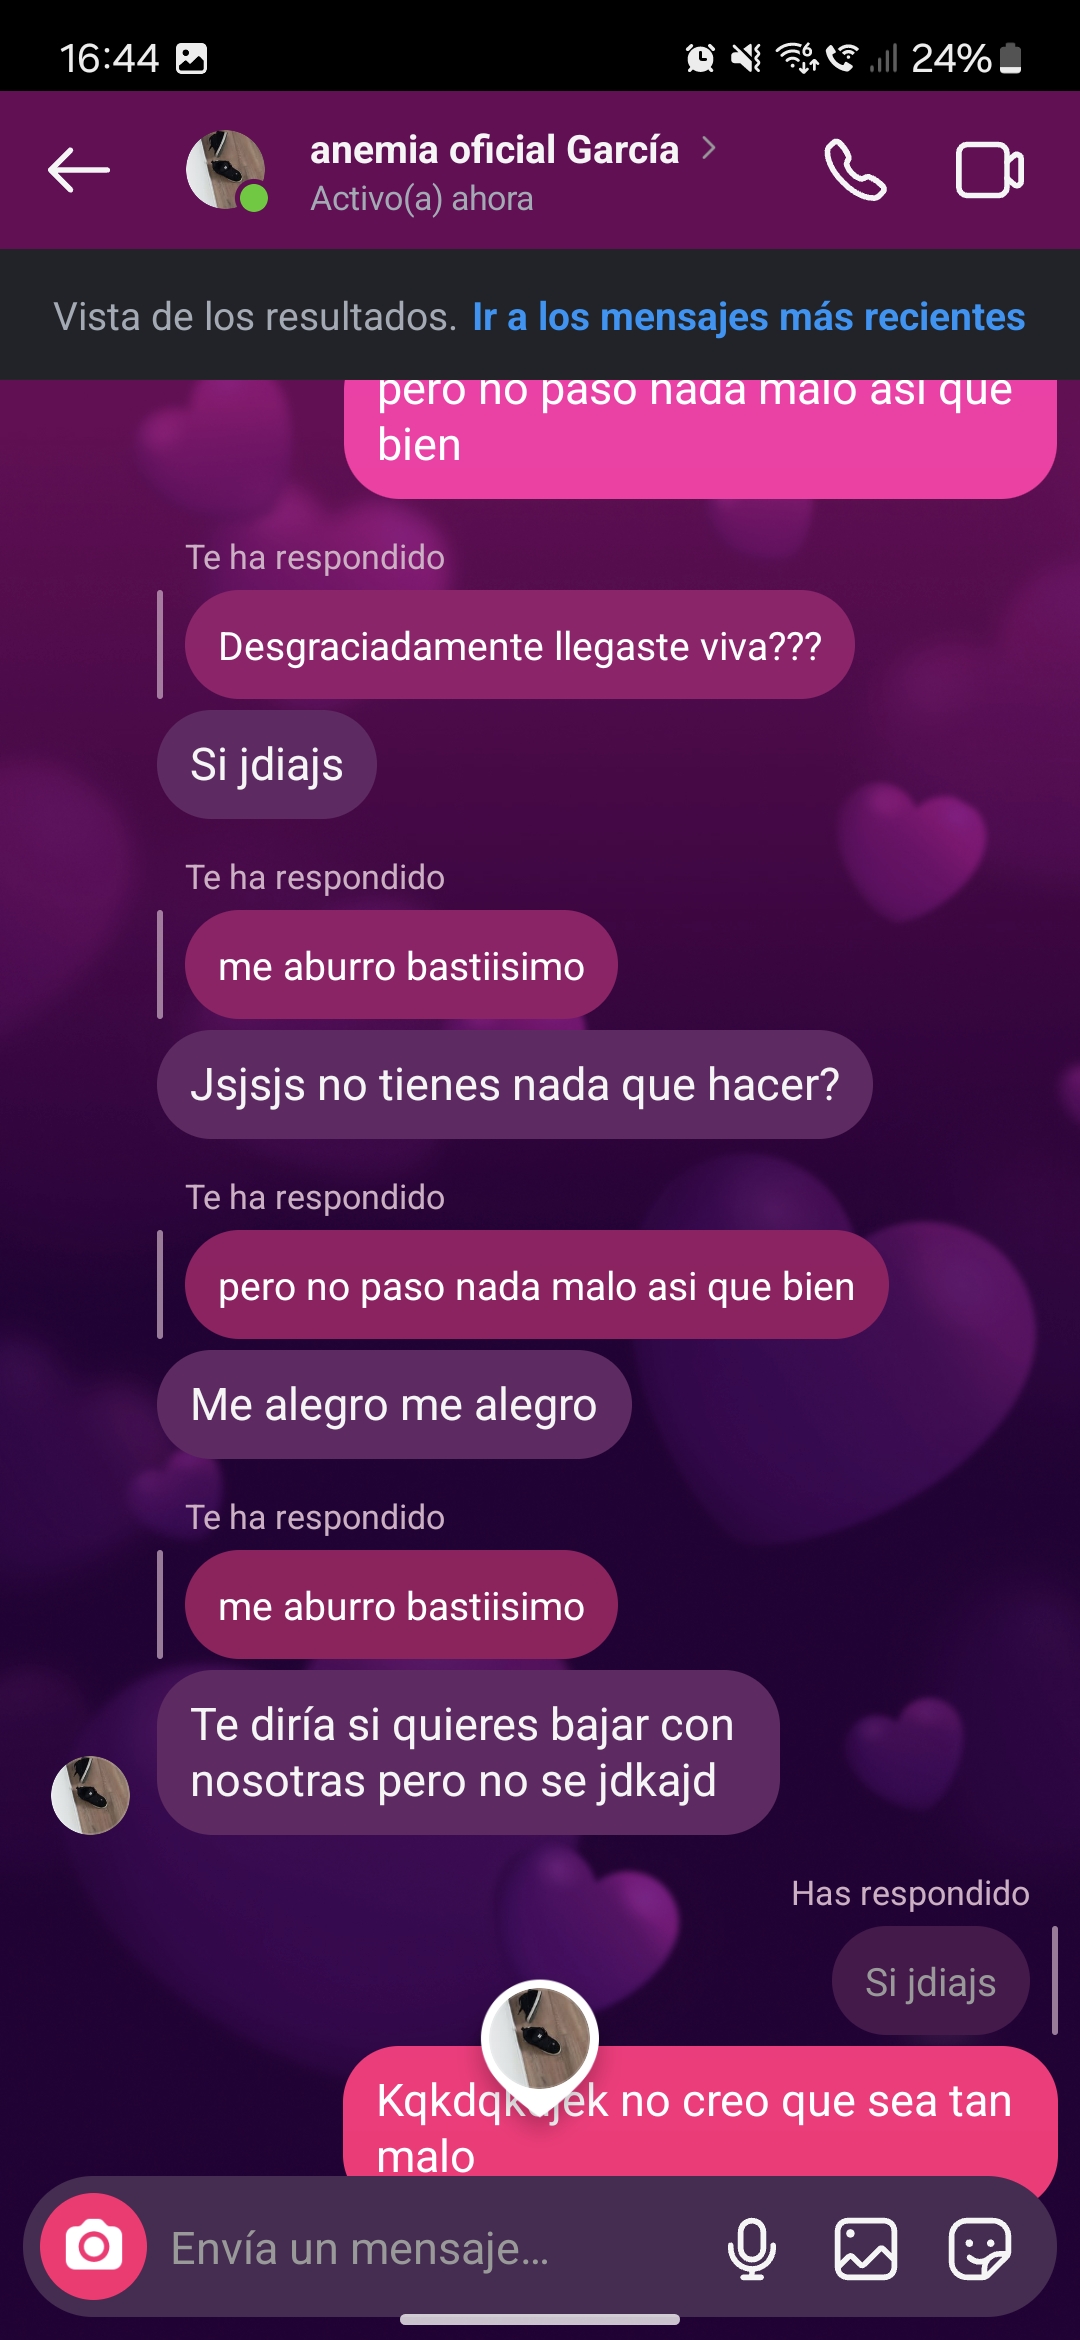 16:44
24%
anemia oficial García
Activo(a) ahora
Vista de los resultados. Ir a los mensajes más recientes
pero no paso nada malo asi que
bien
Te ha respondido
Desgraciadamente llegaste viva???
Si jdiajs
Te ha respondido
me aburro bastiisimo
Jsjsjs no tienes nada que hacer?
Te ha respondido
pero no paso nada malo asi que bien
Me alegro me alegro
Te ha respondido
me aburro bastiisimo
Te diría si quieres bajar con
nosotras pero no se jdkajd
Has respondido
Si jdiajs
no creo que sea tan
malo
Envía un mensaje...